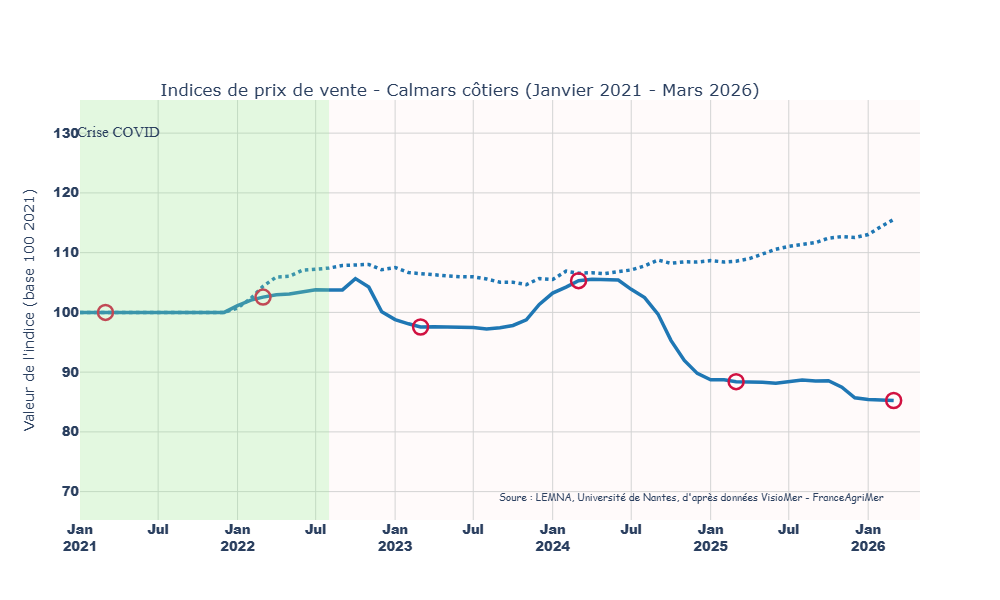 Indices de prix de vente - Calmars côtiers (Janvier 2021 - Mars 2026)
Valeur de l'indice (base 100 2021)
130
120
110
100
90
80
70
Crise COVID
Soure : LEMNA, Université de Nantes, d'après données VisioMer - FranceAgriMer
Jan Jul Jan Jul Jan Jul Jan Jul Jan Jul Jan
2021 2022 2023 2024 2025 2026